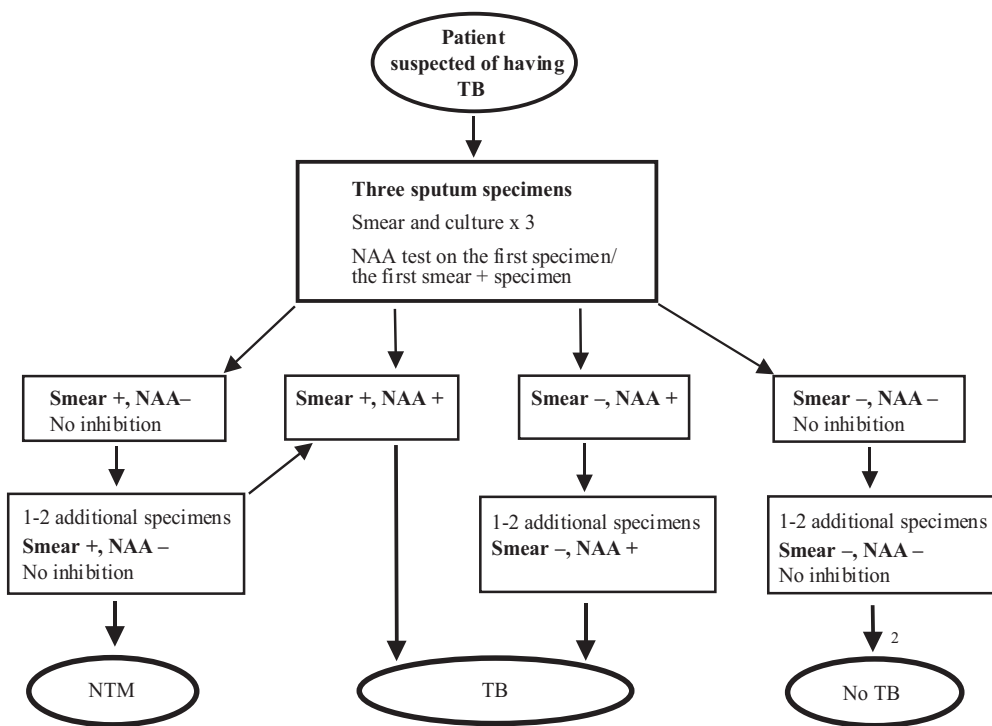 Patient
suspected of having
TB
Three sputum specimens
Smear and culture x 3
NAA test on the first specimen/
the first smear + specimen
Smear +, NAA–
No inhibition
Smear +, NAA +
Smear –, NAA +
Smear –, NAA –
No inhibition
1-2 additional specimens
Smear +, NAA –
No inhibition
1-2 additional specimens
Smear –, NAA +
1-2 additional specimens
Smear –, NAA –
No inhibition
2
NTM
TB
No TB